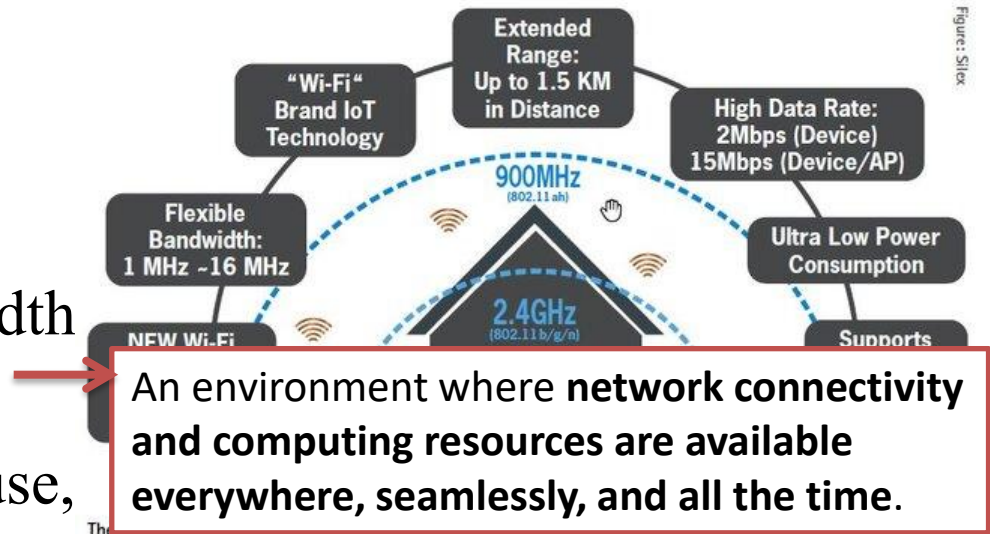 Figure: Silex
Extended
Range:
Up to 1.5 KM
in Distance
"Wi-Fi"
Brand IoT
Technology
High Data Rate:
2Mbps (Device)
15Mbps (Device/AP)
900MHz
(802.11ah)
Flexible
Bandwidth:
1 MHz ~16 MHz
Ultra Low Power
Consumption
2.4GHz
(802.11b/g/n)
dth
NEW Wi-Fi
Supports
An environment where network connectivity
and computing resources are available
everywhere, seamlessly, and all the time.
use,
The